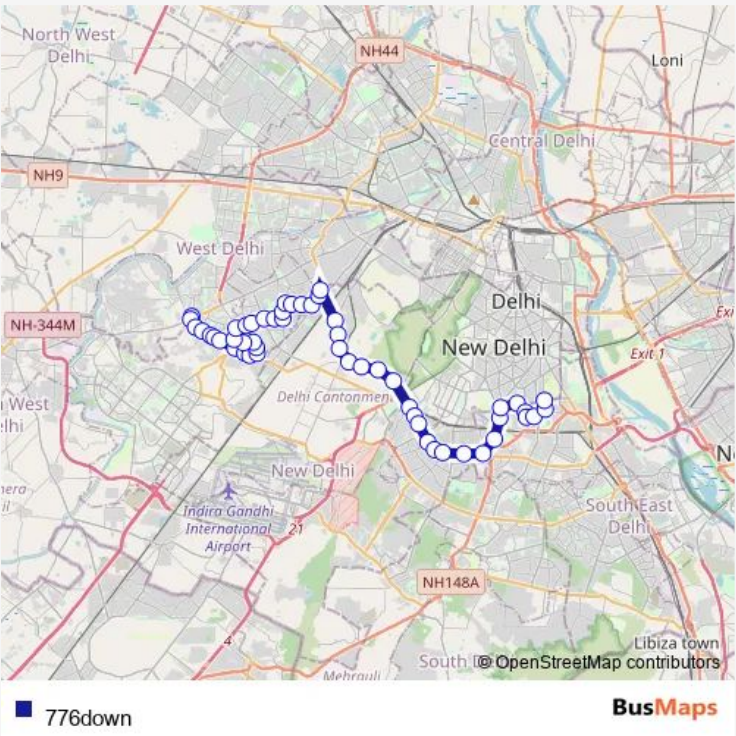 North West
Delhi
NH44
Loni
Central Delhi
NH9
West Delhi
NH-344M
Delhi
Exi
New Delhi
Exit 1
Delhi Cantonmen
West
elhi
New Delhi
N
Indira Gandhi
International
Airport
21
South East
Delhi
NH148A
4
Libiza town
South D
© OpenStreetMap contributors
Mehrauli
776down
BusMaps